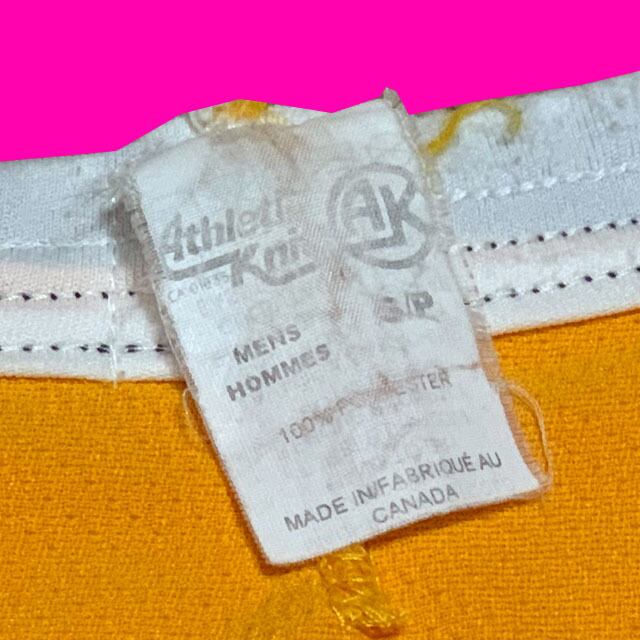 Athletic
Knit
AK
S/P
MENS
HOMMES
100% POLYESTER
MADE IN/FABRIQUÉ AU
CANADA